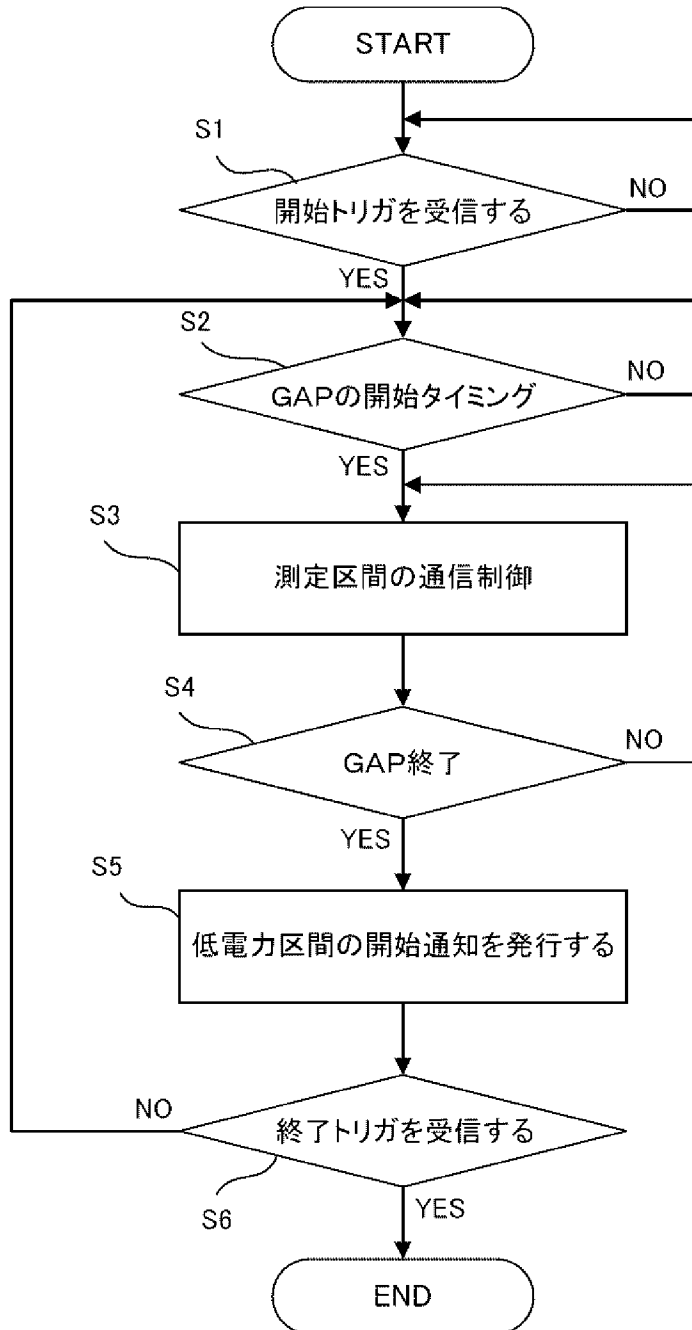 START
S1
開始トリガを受信する
NO
YES
S2
GAPの開始タイミング
NO
YES
S3
測定区間の通信制御
S4
GAP終了
NO
YES
S5
低電力区間の開始通知を発行する
NO
終了トリガを受信する
S6
YES
END